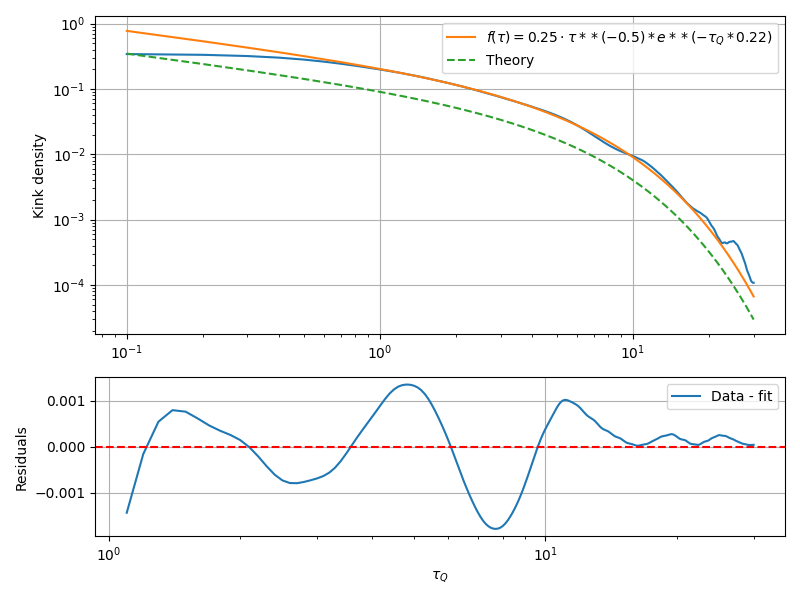 10⁰
10⁻¹
10⁻²
10⁻³
10⁻⁴
Kink density
f(τ) = 0.25 · τ * *(−0.5) * e * *(−τ_Q * 0.22)
Theory
10⁻¹
10⁰
10¹
0.001
0.000
−0.001
Residuals
Data - fit
10⁰
10¹
τ_Q